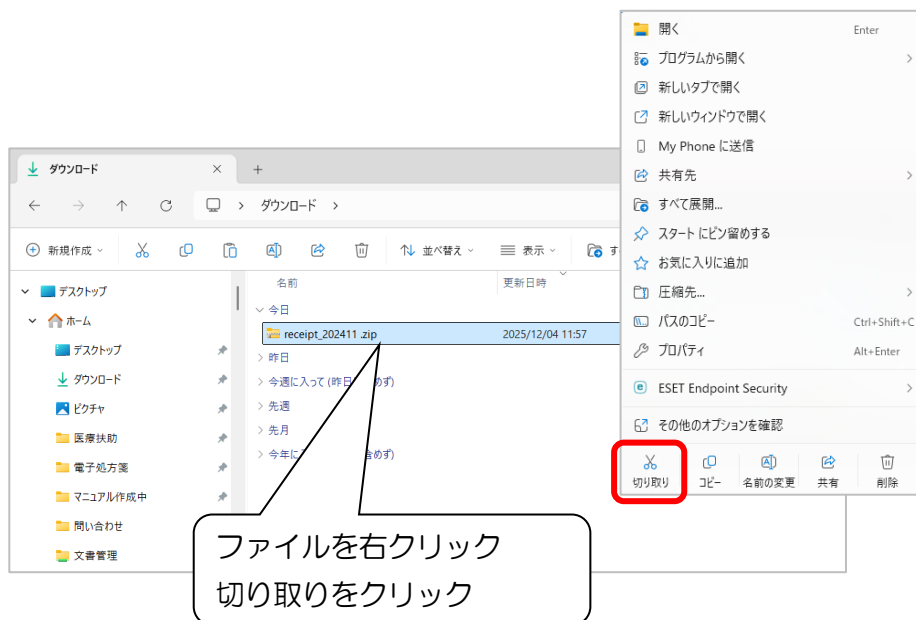 開く Enter
プログラムから開く
新しいタブで開く
新しいウィンドウで開く
My Phone に送信
共有先
すべて展開...
スタート にピン留めする
お気に入りに追加
圧縮先...
パスのコピー Ctrl+Shift+C
プロパティ Alt+Enter
ESET Endpoint Security
その他のオプションを確認
切り取り コピー 名前の変更 共有 削除
ダウンロード
ダウンロード
新規作成 並べ替え 表示
名前 更新日時
デスクトップ
ホーム
デスクトップ
ダウンロード
ピクチャ
医療扶助
電子処方箋
マニュアル作成中
問い合わせ
文書管理
今日
receipt_202411 .zip 2025/12/04 11:57
昨日
今週に入って (昨日 めず)
先週
先月
今年に 含めず)
ファイルを右クリック
切り取りをクリック